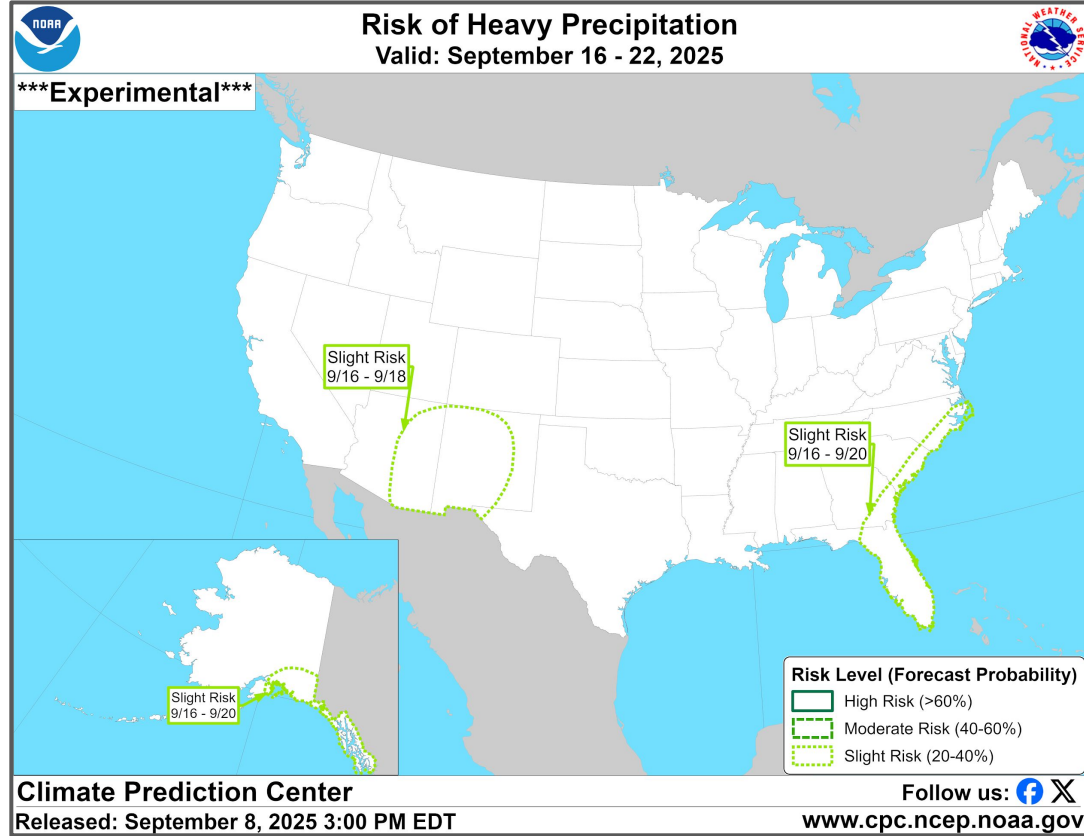 NOAA
Risk of Heavy Precipitation
Valid: September 16 - 22, 2025
NATIONAL WEATHER SERVICE
***Experimental***
Slight Risk
9/16 - 9/18
Slight Risk
9/16 - 9/20
Slight Risk
9/16 - 9/20
Risk Level (Forecast Probability)
High Risk (>60%)
Moderate Risk (40-60%)
Slight Risk (20-40%)
Climate Prediction Center
Follow us:
Released: September 8, 2025 3:00 PM EDT
www.cpc.ncep.noaa.gov